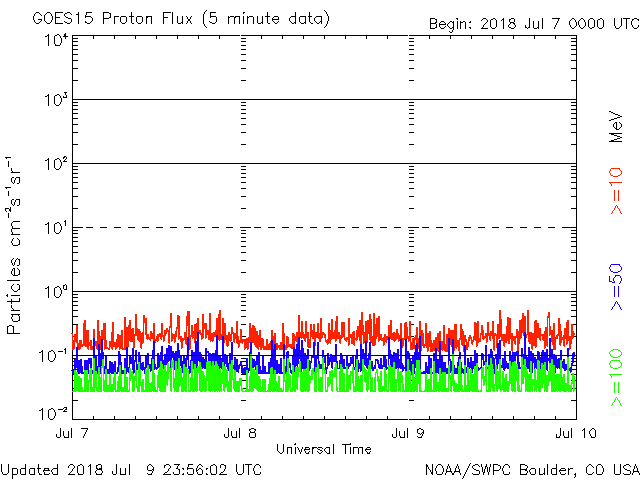 GOES15 Proton Flux (5 minute data)
Begin: 2018 Jul 7 0000 UTC
10⁴
10³
10²
10¹
10⁰
10⁻¹
10⁻²
Particles cm⁻²s⁻¹sr⁻¹
MeV
>=10
>=50
>=100
Jul 7
Jul 8
Jul 9
Jul 10
Universal Time
Updated 2018 Jul 9 23:56:02 UTC
NOAA/SWPC Boulder, CO USA